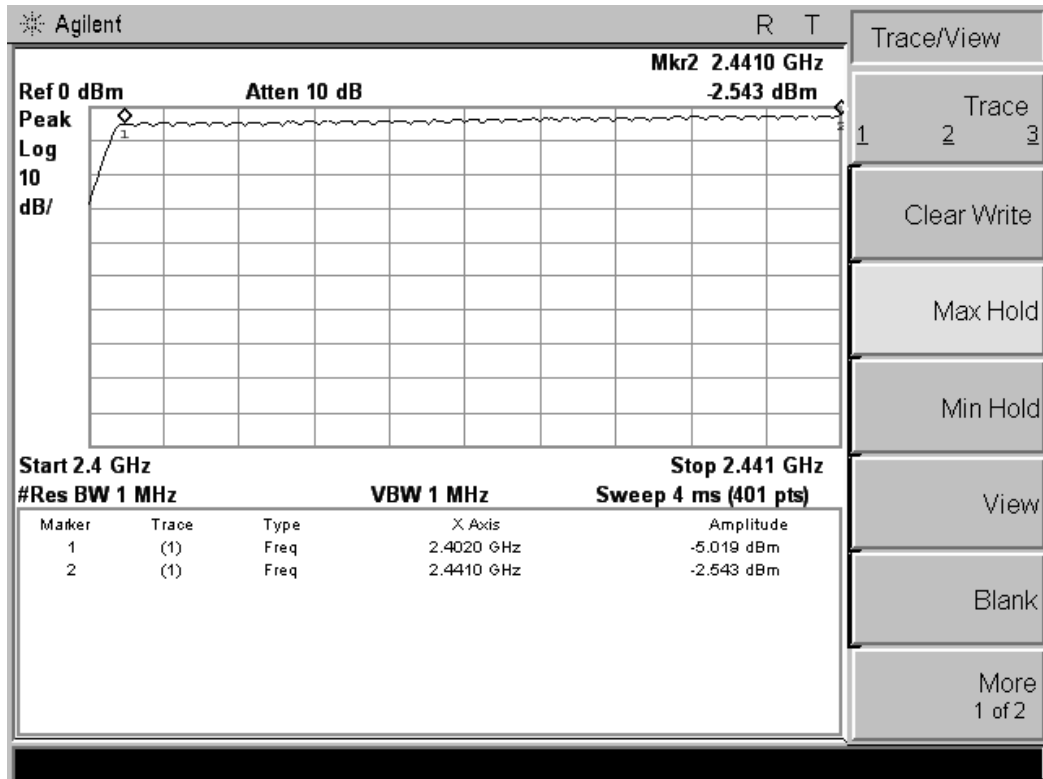 Agilent R T
Mkr2 2.4410 GHz
Ref 0 dBm Atten 10 dB -2.543 dBm
Peak
Log
10
dB/
1
2
Start 2.4 GHz Stop 2.441 GHz
#Res BW 1 MHz VBW 1 MHz Sweep 4 ms (401 pts)
Marker Trace Type X Axis Amplitude
1 (1) Freq 2.4020 GHz -5.019 dBm
2 (1) Freq 2.4410 GHz -2.543 dBm
Trace/View
Trace
1 2 3
Clear Write
Max Hold
Min Hold
View
Blank
More
1 of 2